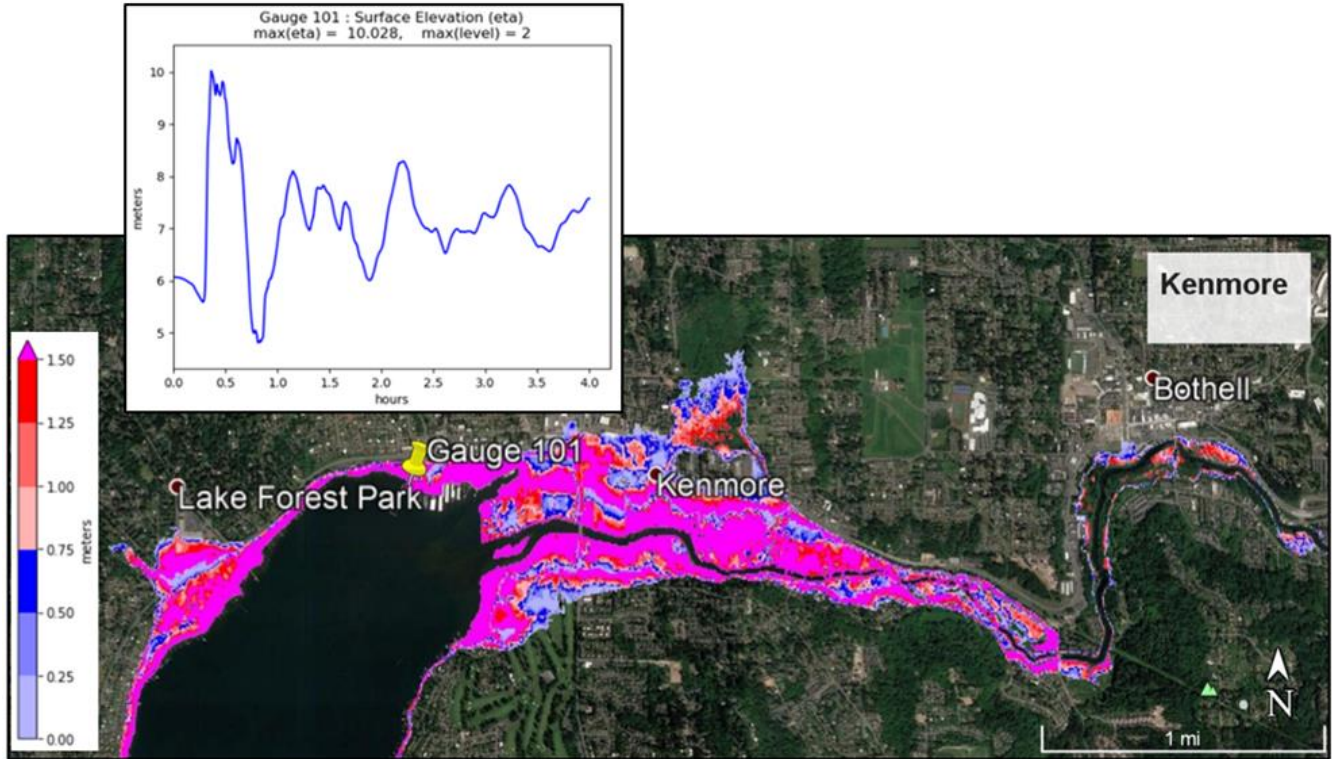 Gauge 101 : Surface Elevation (eta)
max(eta) = 10.028, max(level) = 2
10
9
8
7
6
5
meters
0.0 0.5 1.0 1.5 2.0 2.5 3.0 3.5 4.0
hours
Kenmore
1.50
1.25
1.00
0.75
0.50
0.25
0.00
meters
Bothell
Gauge 101
Lake Forest Park
Kenmore
N
1 mi